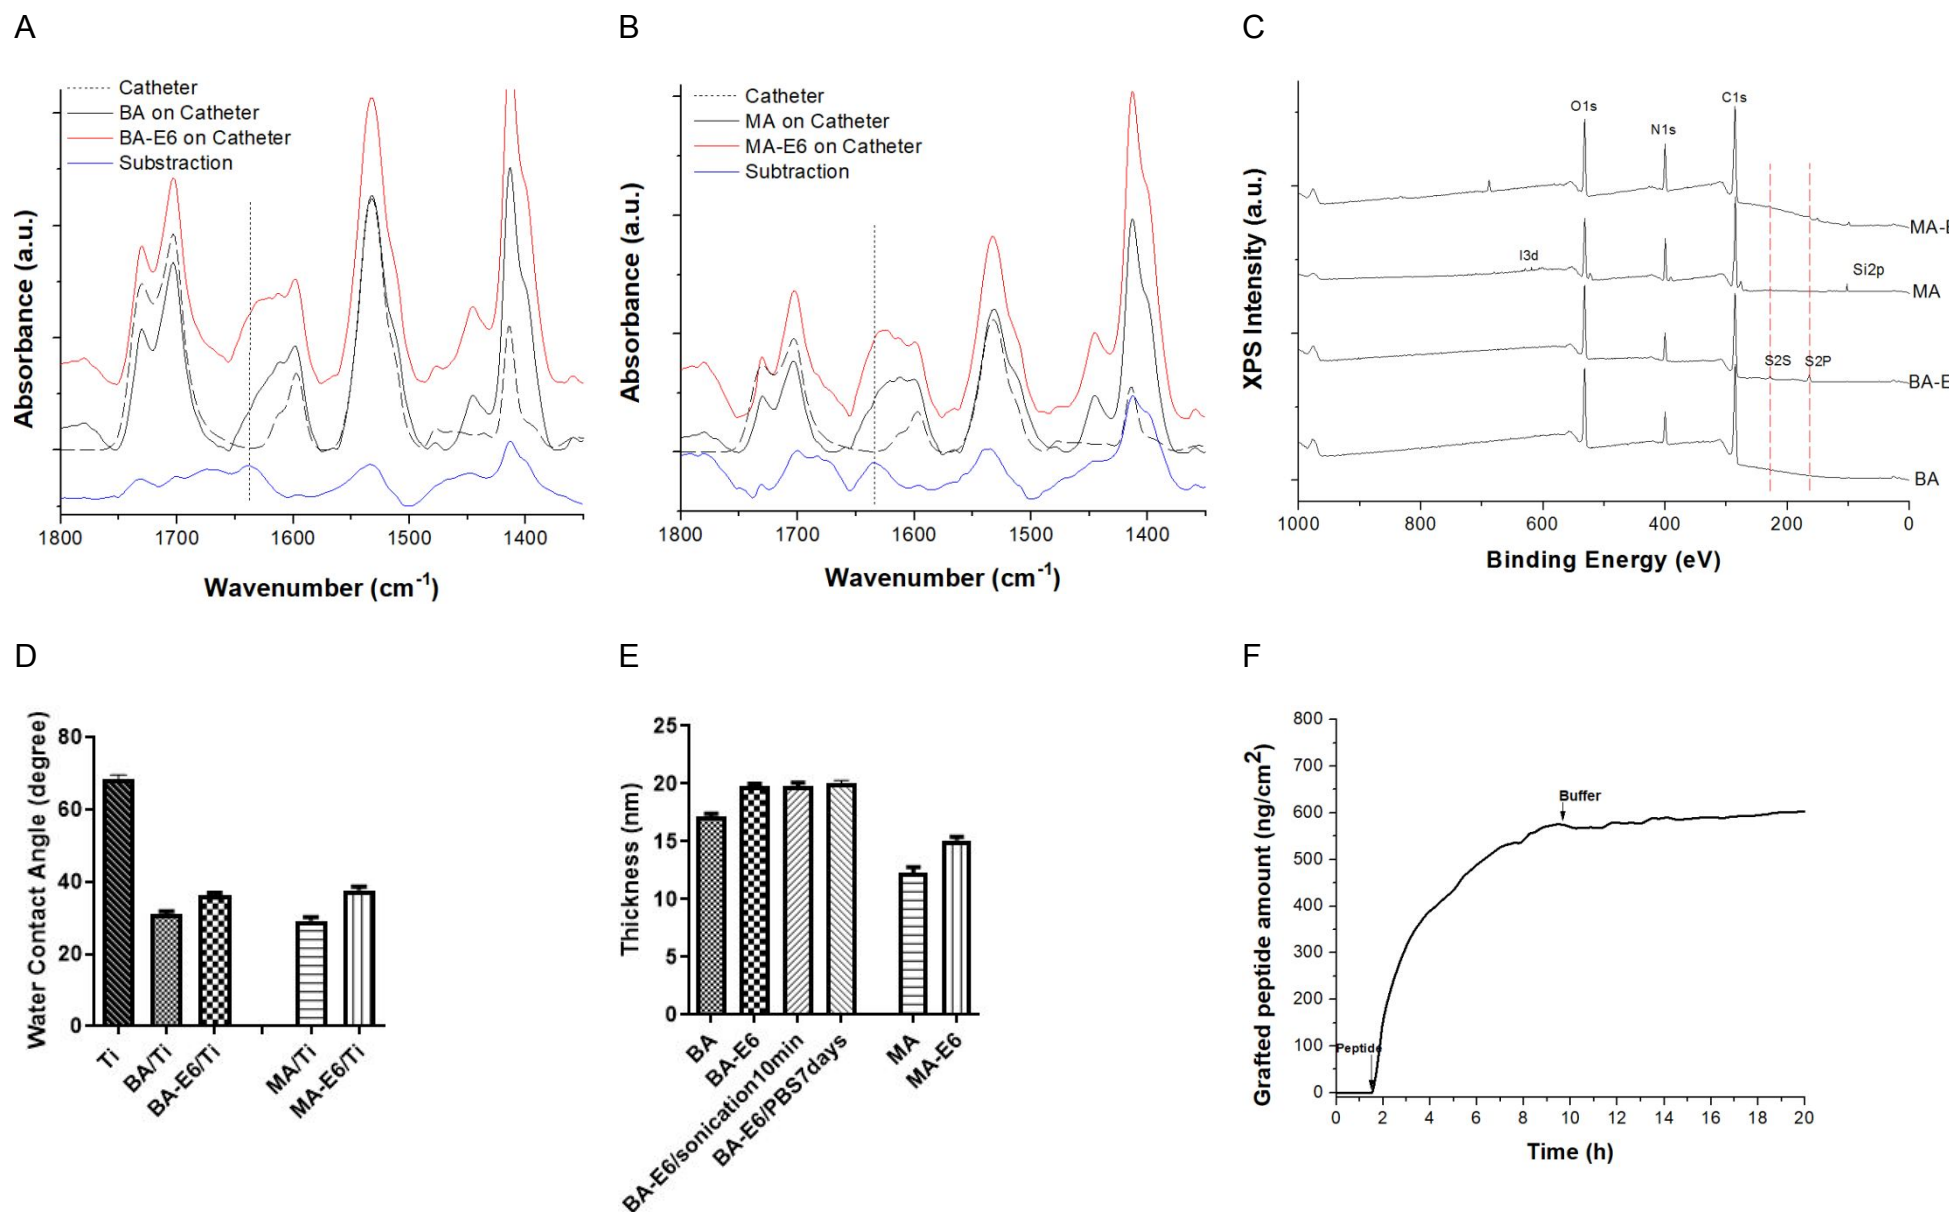 A
B
C
Catheter
BA on Catheter
BA-E6 on Catheter
Substraction
Absorbance (a.u.)
1800
1700
1600
1500
1400
Wavenumber (cm-1)
Catheter
MA on Catheter
MA-E6 on Catheter
Subtraction
Absorbance (a.u.)
1800
1700
1600
1500
1400
Wavenumber (cm-1)
O1s
N1s
C1s
MA-E
I3d
Si2p
MA
S2S
S2P
BA-E
BA
XPS Intensity (a.u.)
1000
800
600
400
200
0
Binding Energy (eV)
D
E
F
Water Contact Angle (degree)
80
60
40
20
0
Ti
BA/Ti
BA-E6/Ti
MA/Ti
MA-E6/Ti
Thickness (nm)
25
20
15
10
5
0
BA
BA-E6
BA-E6/sonication10min
BA-E6/PBS7days
MA
MA-E6
Grafted peptide amount (ng/cm2)
800
700
600
500
400
300
200
100
0
Peptide
Buffer
0
2
4
6
8
10
12
14
16
18
20
Time (h)